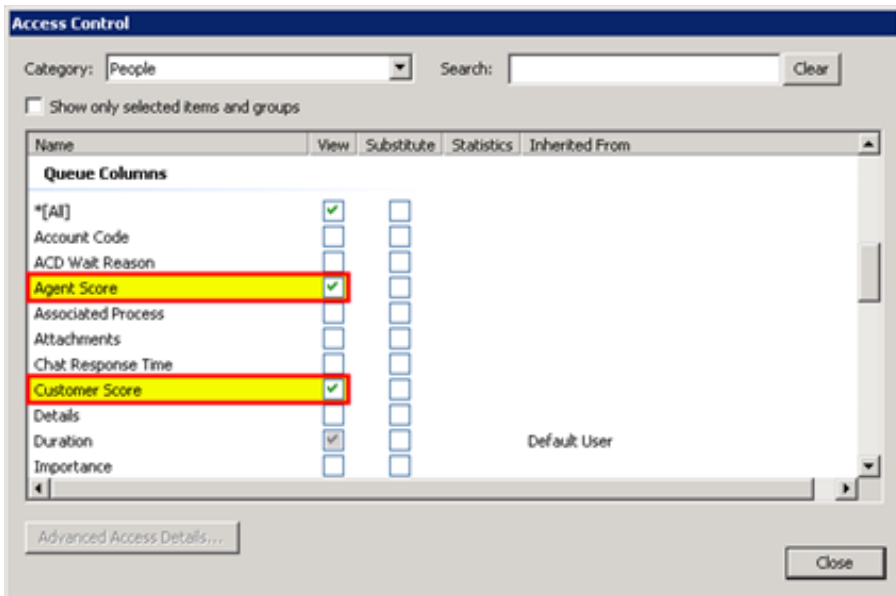 Access Control
Category: People Search: Clear
Show only selected items and groups
Name View Substitute Statistics Inherited From
Queue Columns
*[All]
Account Code
ACD Wait Reason
Agent Score
Associated Process
Attachments
Chat Response Time
Customer Score
Details
Duration Default User
Importance
Advanced Access Details...
Close